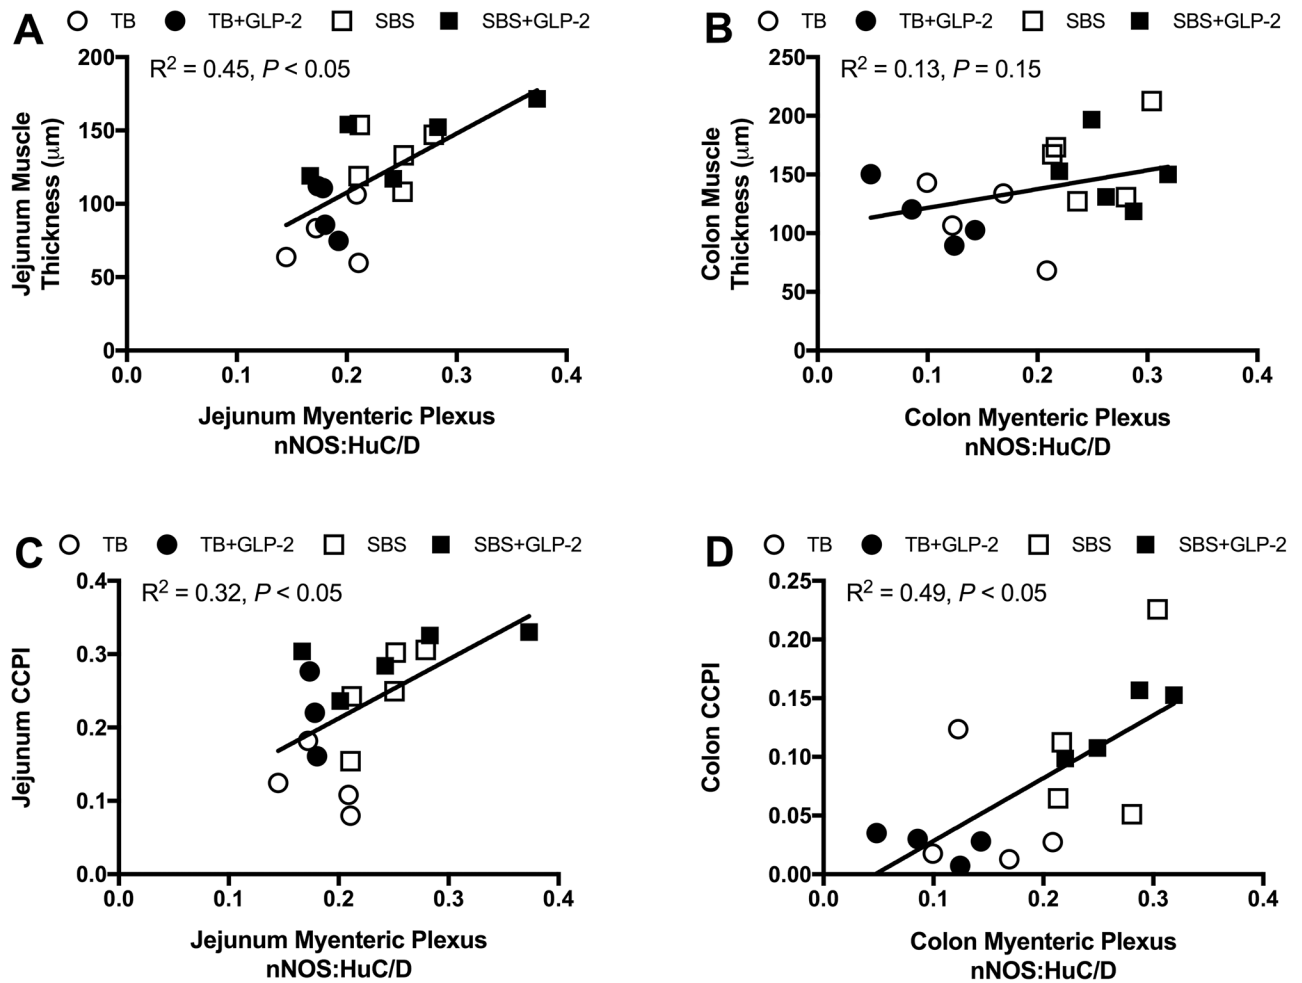 A
TB TB+GLP-2 SBS SBS+GLP-2
R² = 0.45, P < 0.05
Jejunum Muscle
Thickness (μm)
200
150
100
50
0
0.0 0.1 0.2 0.3 0.4
Jejunum Myenteric Plexus
nNOS:HuC/D
B
TB TB+GLP-2 SBS SBS+GLP-2
R² = 0.13, P = 0.15
Colon Muscle
Thickness (μm)
250
200
150
100
50
0
0.0 0.1 0.2 0.3 0.4
Colon Myenteric Plexus
nNOS:HuC/D
C
TB TB+GLP-2 SBS SBS+GLP-2
R² = 0.32, P < 0.05
Jejunum CCPI
0.4
0.3
0.2
0.1
0.0
0.0 0.1 0.2 0.3 0.4
Jejunum Myenteric Plexus
nNOS:HuC/D
D
TB TB+GLP-2 SBS SBS+GLP-2
R² = 0.49, P < 0.05
Colon CCPI
0.25
0.20
0.15
0.10
0.05
0.00
0.0 0.1 0.2 0.3 0.4
Colon Myenteric Plexus
nNOS:HuC/D